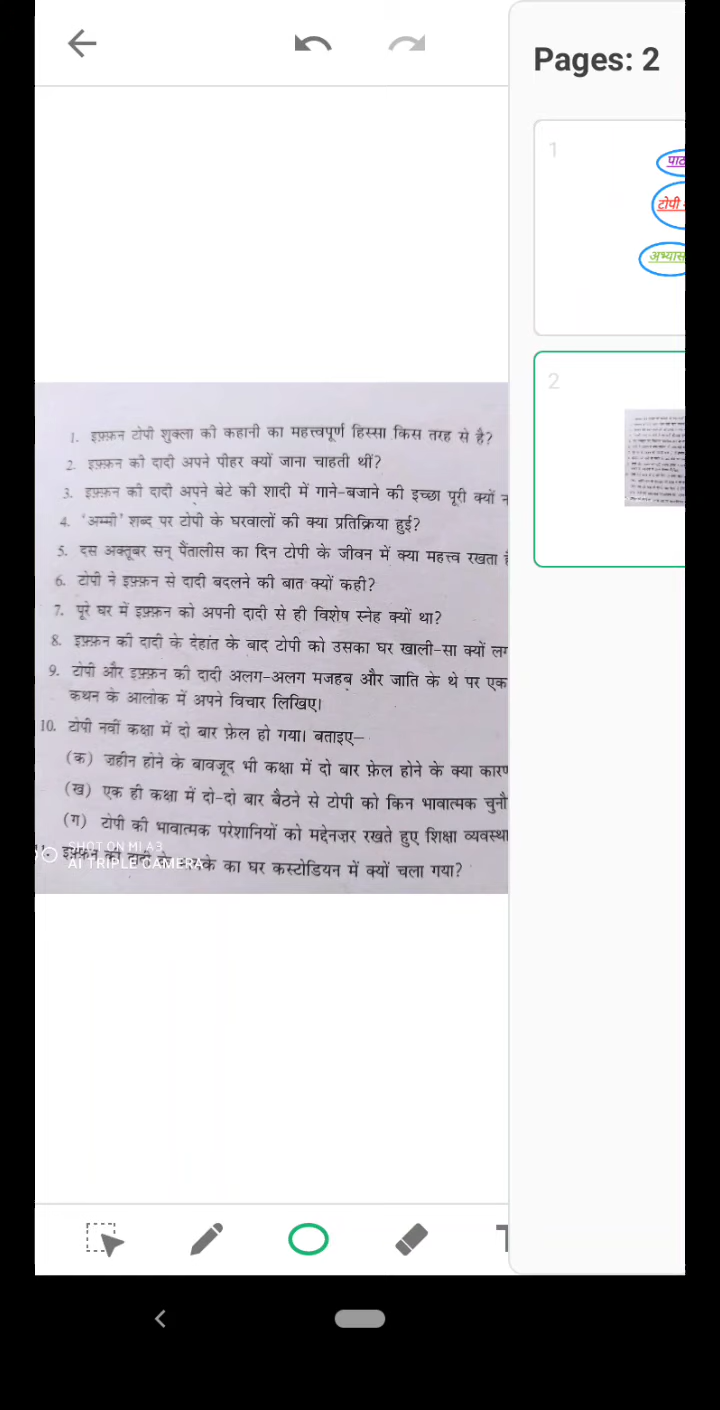 Pages: 2
1
टोपी
अभ्यास
2
1. इफ़्फ़न टोपी शुक्ला की कहानी का महत्त्वपूर्ण हिस्सा किस तरह से है?
2. इफ़्फ़न की दादी अपने पीहर क्यों जाना चाहती थीं?
3. इफ़्फ़न की दादी अपने बेटे की शादी में गाने-बजाने की इच्छा पूरी क्यों
4. 'अम्मी' शब्द पर टोपी के घरवालों की क्या प्रतिक्रिया हुई?
5. दस अक्तूबर सन् पैंतालीस का दिन टोपी के जीवन में क्या महत्त्व रखता
6. टोपी ने इफ़्फ़न से दादी बदलने की बात क्यों कही?
7. पूरे घर में इफ़्फ़न को अपनी दादी से ही विशेष स्नेह क्यों था?
8. इफ़्फ़न की दादी के देहांत के बाद टोपी को उसका घर खाली-सा क्यों
9. टोपी और इफ़्फ़न की दादी अलग-अलग मजहब और जाति के थे पर एक
कथन के आलोक में अपने विचार लिखिए।
10. टोपी नवीं कक्षा में दो बार फ़ेल हो गया। बताइए—
(क) ज़हीन होने के बावजूद भी कक्षा में दो बार फ़ेल होने के क्या
(ख) एक ही कक्षा में दो-दो बार बैठने से टोपी को किन भावात्मक
(ग) टोपी की भावात्मक परेशानियों को मद्देनज़र रखते हुए शिक्षा व्यवस्था
इफ़्फ़न की दादी के का घर कस्टोडियन में क्यों चला गया?
SHOT ON MI A3
AI TRIPLE CAMERA